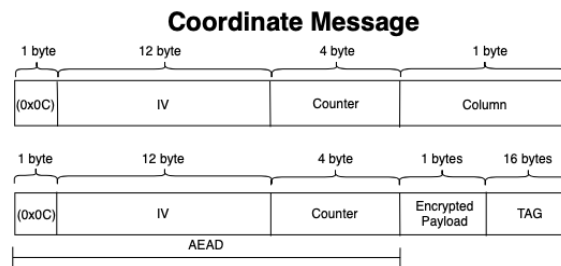 Coordinate Message
1 byte 12 byte 4 byte 1 byte
(0x0C) IV Counter Column
1 byte 12 byte 4 byte 1 bytes 16 bytes
(0x0C) IV Counter Encrypted Payload TAG
AEAD